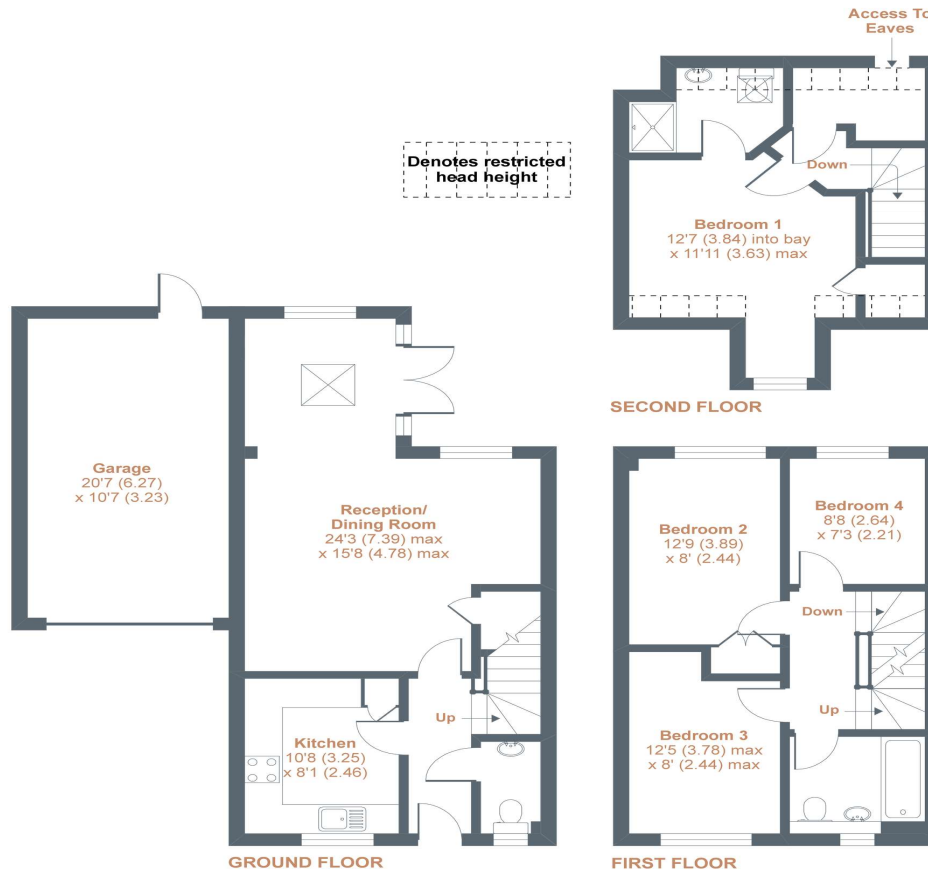 Access To
Eaves
Denotes restricted
head height
Down
Bedroom 1
12'7 (3.84) into bay
x 11'11 (3.63) max
SECOND FLOOR
Garage
20'7 (6.27)
x 10'7 (3.23)
Reception/
Dining Room
24'3 (7.39) max
x 15'8 (4.78) max
Up
Kitchen
10'8 (3.25)
x 8'1 (2.46)
GROUND FLOOR
Bedroom 2
12'9 (3.89)
x 8' (2.44)
Bedroom 4
8'8 (2.64)
x 7'3 (2.21)
Down
Up
Bedroom 3
12'5 (3.78) max
x 8' (2.44) max
FIRST FLOOR